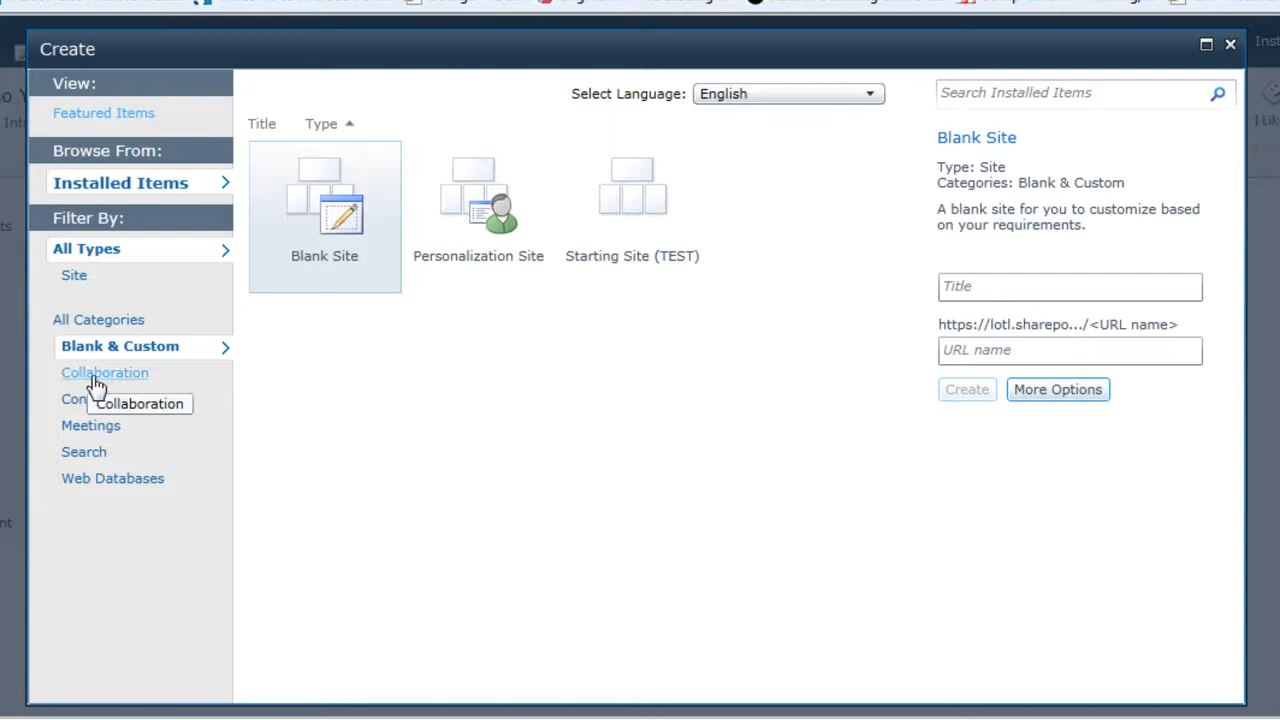 Create
View:
Featured Items
Browse From:
Installed Items
Filter By:
All Types
Site
All Categories
Blank & Custom
Collaboration
Collaboration
Meetings
Search
Web Databases
Select Language: English
Title Type
Blank Site
Personalization Site
Starting Site (TEST)
Search Installed Items
Blank Site
Type: Site
Categories: Blank & Custom
A blank site for you to customize based
on your requirements.
Title
https://lotl.sharepo.../<URL name>
URL name
Create More Options